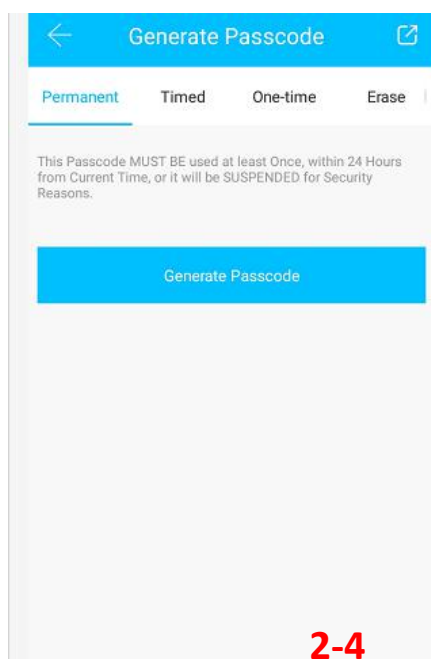 Generate Passcode
Permanent Timed One-time Erase
This Passcode MUST BE used at least Once, within 24 Hours
from Current Time, or it will be SUSPENDED for Security
Reasons.
Generate Passcode
2-4